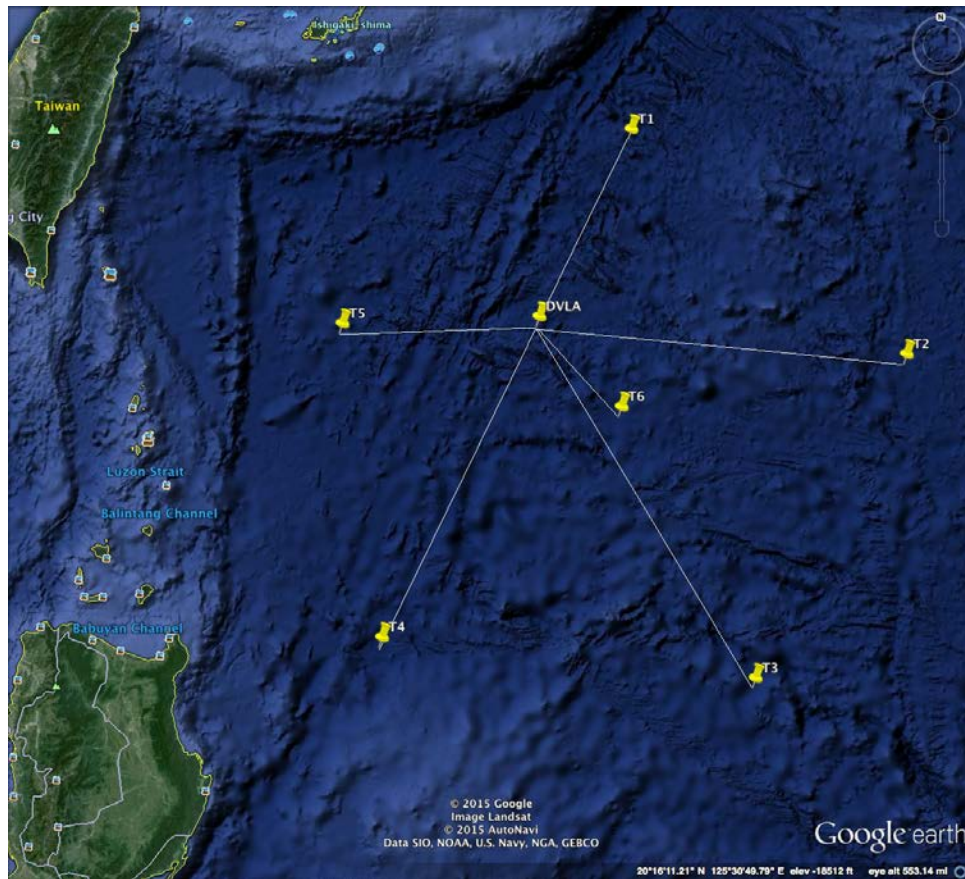 Ishigaki-shima
N
Taiwan
T1
g City
T5
DVLA
T2
T6
Luzon Strait
Balintang Channel
Babuyan Channel
T4
T3
© 2015 Google
Image Landsat
© 2015 AutoNavi
Data SIO, NOAA, U.S. Navy, NGA, GEBCO
Google earth
20°16'11.21" N 125°30'49.79" E elev -18512 ft eye alt 553.14 mi